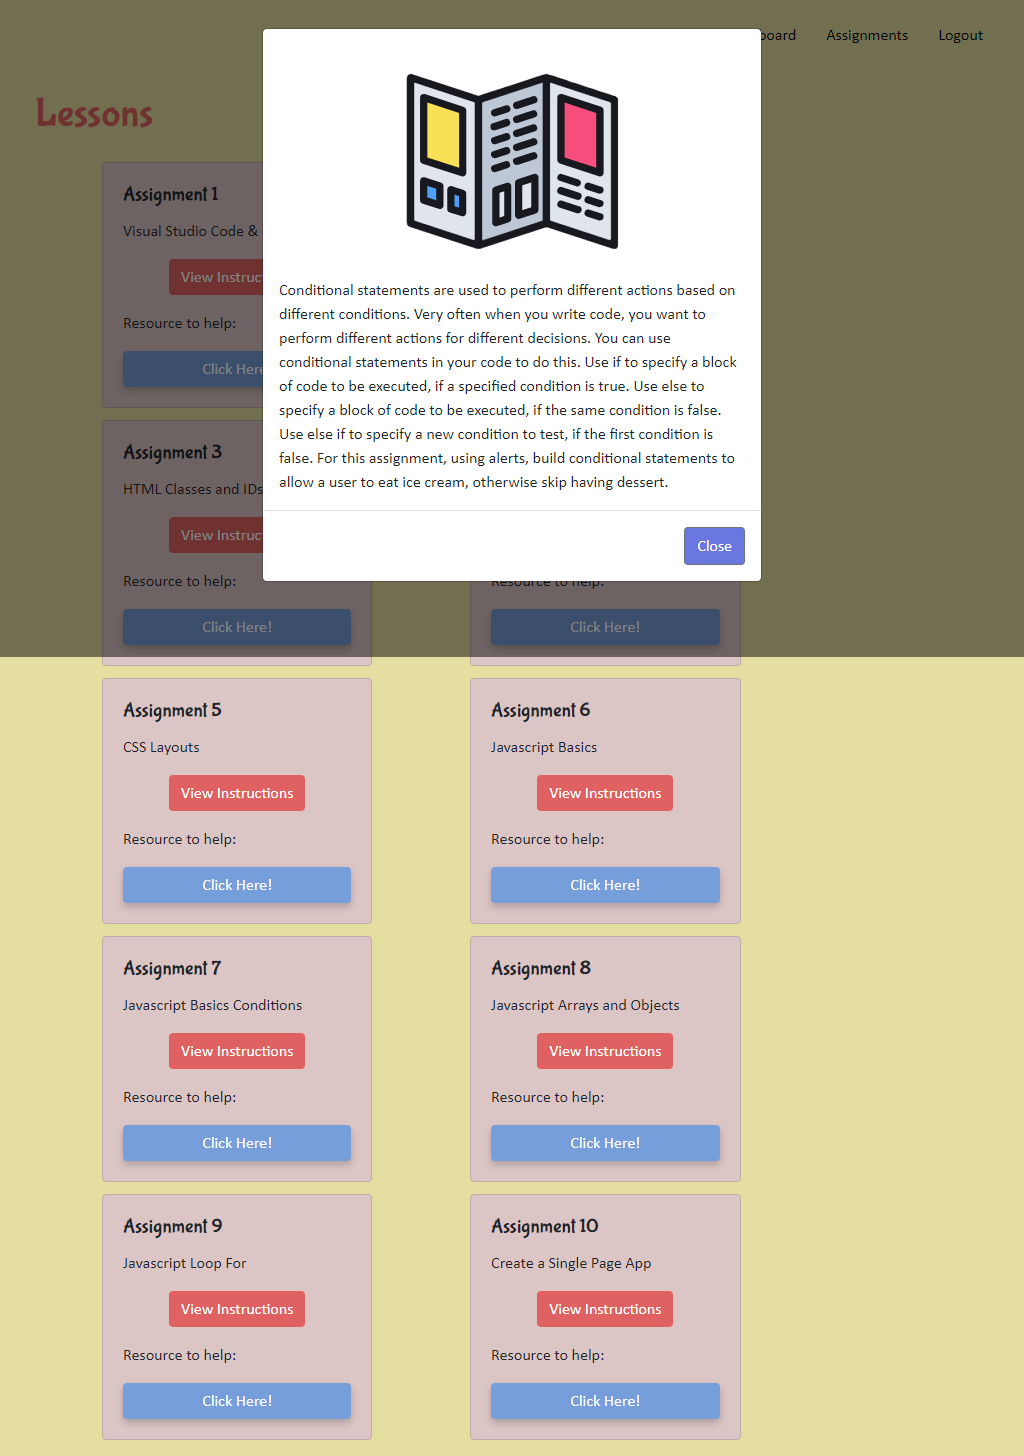 board Assignments Logout
Lessons
Conditional statements are used to perform different actions based on
different conditions. Very often when you write code, you want to
perform different actions for different decisions. You can use
conditional statements in your code to do this. Use if to specify a block
of code to be executed, if a specified condition is true. Use else to
specify a block of code to be executed, if the same condition is false.
Use else if to specify a new condition to test, if the first condition is
false. For this assignment, using alerts, build conditional statements to
allow a user to eat ice cream, otherwise skip having dessert.
Close
Assignment 1
Visual Studio Code &
View Instruc
Resource to help:
Click Here
Assignment 3
HTML Classes and IDs
View Instruc
Resource to help:
Click Here!
Resource to help:
Click Here!
Assignment 5
CSS Layouts
View Instructions
Resource to help:
Click Here!
Assignment 6
Javascript Basics
View Instructions
Resource to help:
Click Here!
Assignment 7
Javascript Basics Conditions
View Instructions
Resource to help:
Click Here!
Assignment 8
Javascript Arrays and Objects
View Instructions
Resource to help:
Click Here!
Assignment 9
Javascript Loop For
View Instructions
Resource to help:
Click Here!
Assignment 10
Create a Single Page App
View Instructions
Resource to help:
Click Here!